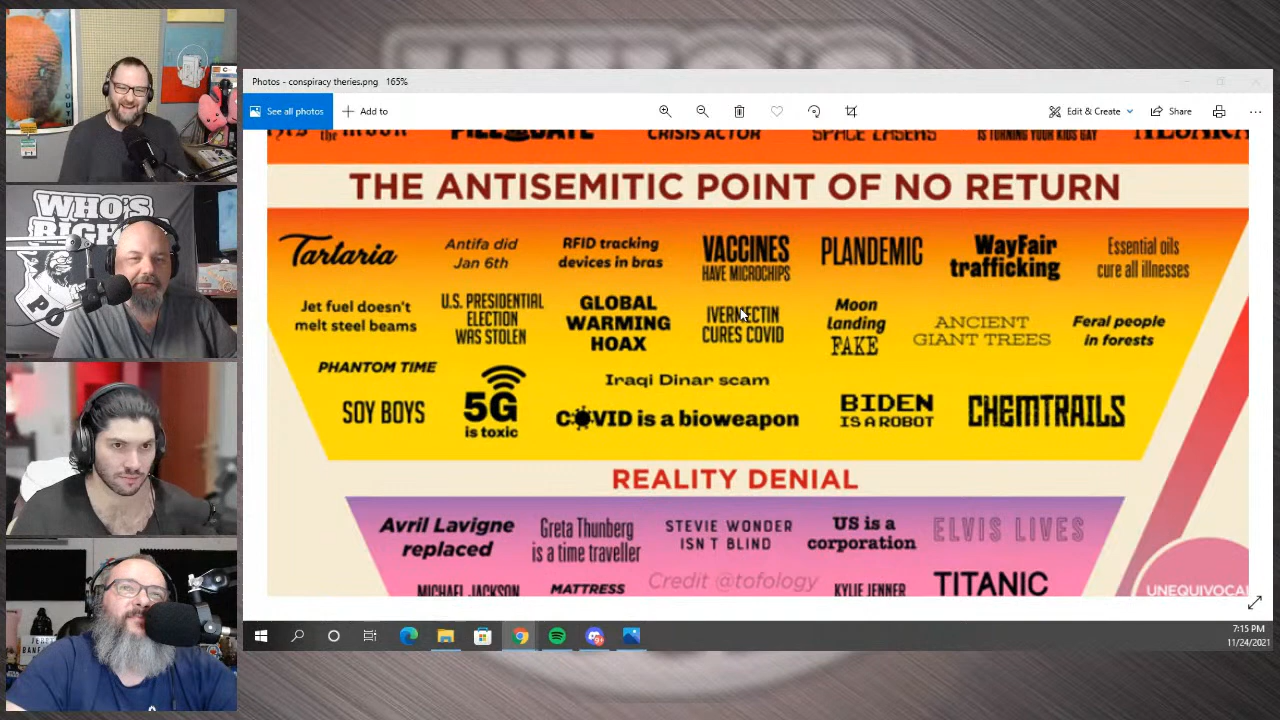 Photos - conspiracy theries.png 165%
See all photos
Add to
Edit & Create
Share
CRISIS ACTOR
SPACE LASERS
IS TURNING YOUR KIDS GAY
THE ANTISEMITIC POINT OF NO RETURN
Tartaria
Antifa did
Jan 6th
RFID tracking
devices in bras
VACCINES
HAVE MICROCHIPS
PLANDEMIC
WayFair
trafficking
Essential oils
cure all illnesses
Jet fuel doesn't
melt steel beams
U.S. PRESIDENTIAL
ELECTION
WAS STOLEN
GLOBAL
WARMING
HOAX
IVERMECTIN
CURES COVID
Moon
landing
FAKE
ANCIENT
GIANT TREES
Feral people
in forests
PHANTOM TIME
SOY BOYS
5G
is toxic
Iraqi Dinar scam
COVID is a bioweapon
BIDEN
IS A ROBOT
CHEMTRAILS
REALITY DENIAL
Avril Lavigne
replaced
Greta Thunberg
is a time traveller
STEVIE WONDER
ISN'T BLIND
US is a
corporation
ELVIS LIVES
MICHAEL JACKSON
MATTRESS
Credit @tofology
KYLIE JENNER
TITANIC
UNEQUIVOCAL
7:15 PM
11/24/2021
WHO'S
RIGH
PO